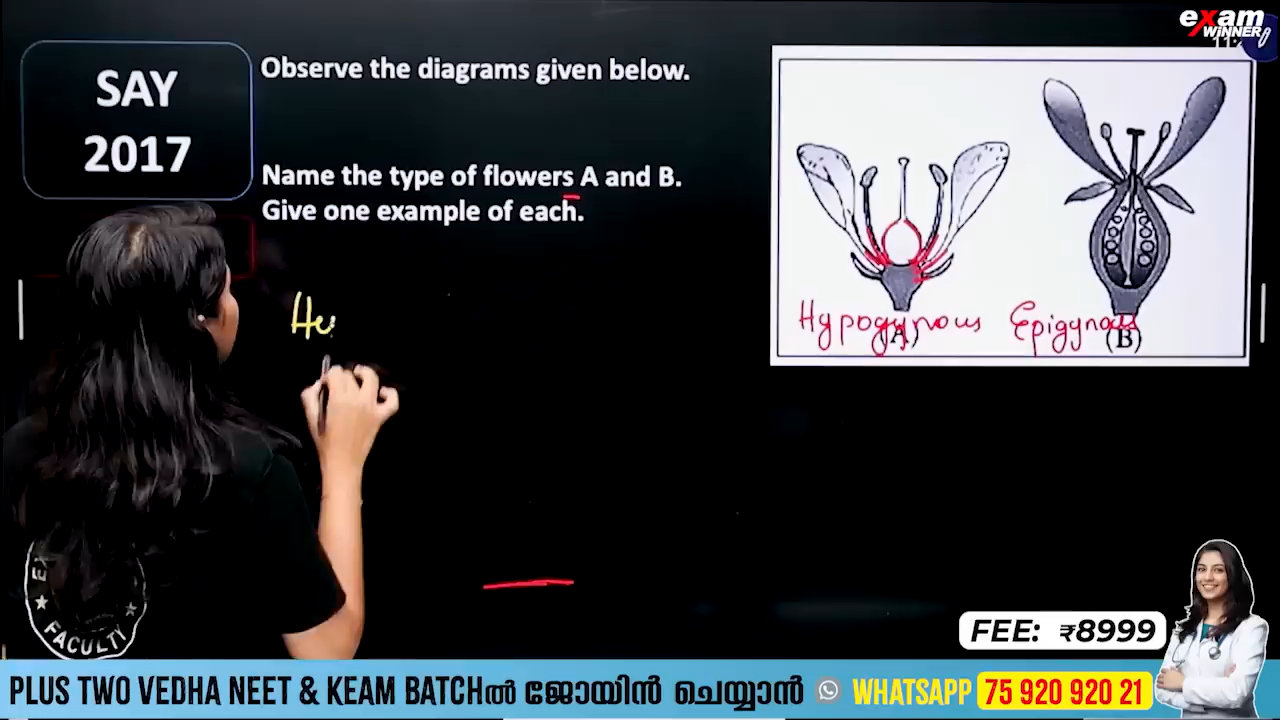 exam
WINNER
SAY
2017
Observe the diagrams given below.
Name the type of flowers A and B.
Give one example of each.
Hypogynous
Epigynous
(A)
(B)
FACULTY
FEE: ₹8999
PLUS TWO VEDHA NEET & KEAM BATCHൽ ജോയിൻ ചെയ്യാൻ WHATSAPP 75 920 920 21